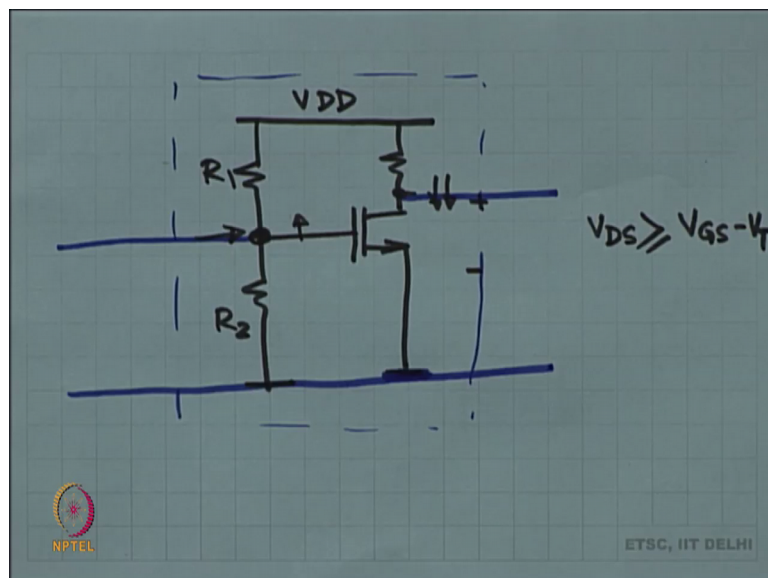 VDD
R1
R2
VDS ≥ VGS - VT
+
-
NPTEL
ETSC, IIT DELHI